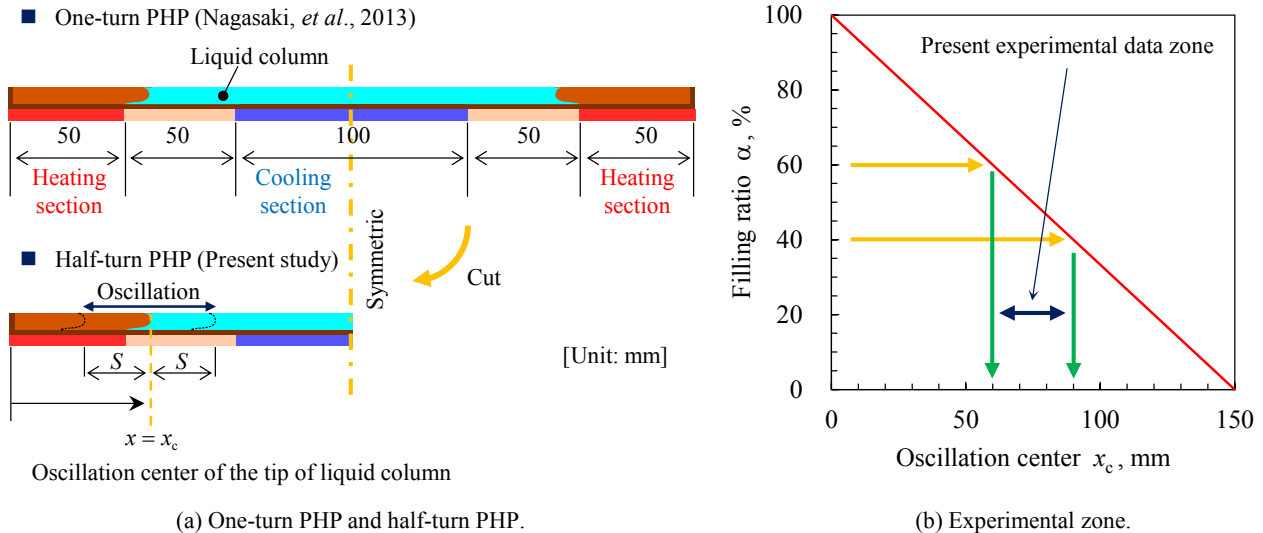 One-turn PHP (Nagasaki, et al., 2013)
Liquid column
50
50
100
50
50
Heating
section
Cooling
section
Heating
section
Symmetric
Cut
Half-turn PHP (Present study)
Oscillation
[Unit: mm]
S
S
x = xc
Oscillation center of the tip of liquid column
(a) One-turn PHP and half-turn PHP.
Present experimental data zone
Filling ratio α, %
100
80
60
40
20
0
0
50
100
150
Oscillation center xc, mm
(b) Experimental zone.